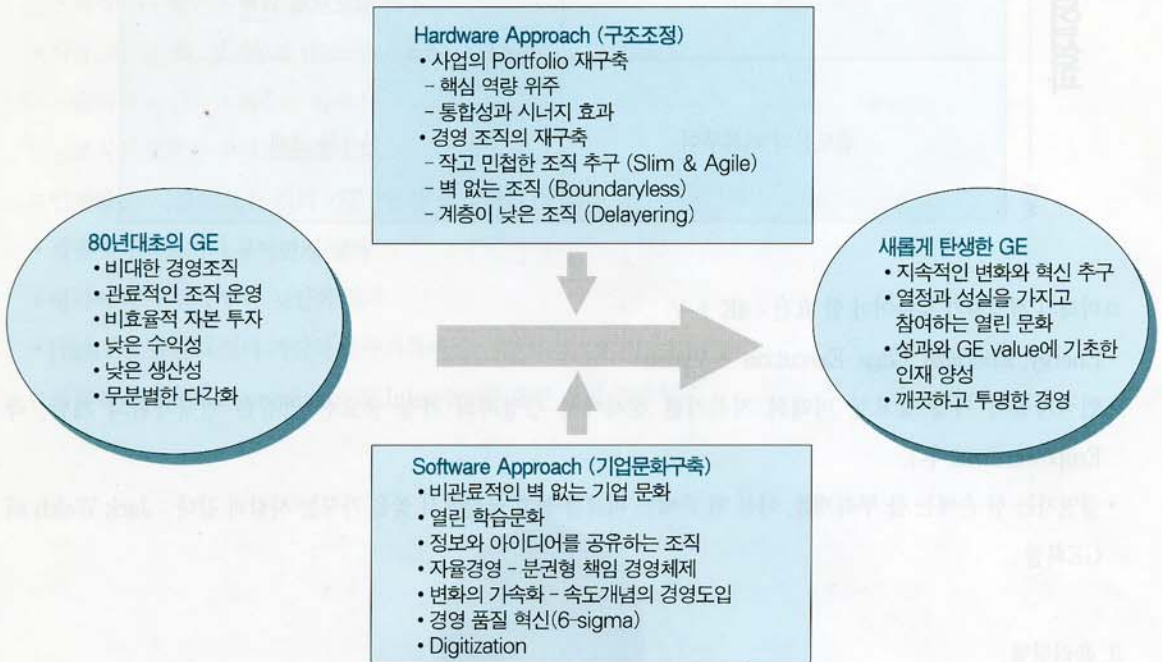 Hardware Approach (구조조정)
• 사업의 Portfolio 재구축
- 핵심 역량 위주
- 통합성과 시너지 효과
• 경영 조직의 재구축
- 작고 민첩한 조직 추구 (Slim & Agile)
- 벽 없는 조직 (Boundaryless)
- 계층이 낮은 조직 (Delayering)
80년대초의 GE
• 비대한 경영조직
• 관료적인 조직 운영
• 비효율적 자본 투자
• 낮은 수익성
• 낮은 생산성
• 무분별한 다각화
새롭게 탄생한 GE
• 지속적인 변화와 혁신 추구
• 열정과 성실을 가지고
참여하는 열린 문화
• 성과와 GE value에 기초한
인재 양성
• 깨끗하고 투명한 경영
Software Approach (기업문화구축)
• 비관료적인 벽 없는 기업 문화
• 열린 학습문화
• 정보와 아이디어를 공유하는 조직
• 자율경영 - 분권형 책임 경영체제
• 변화의 가속화 - 속도개념의 경영도입
• 경영 품질 혁신(6-sigma)
• Digitization